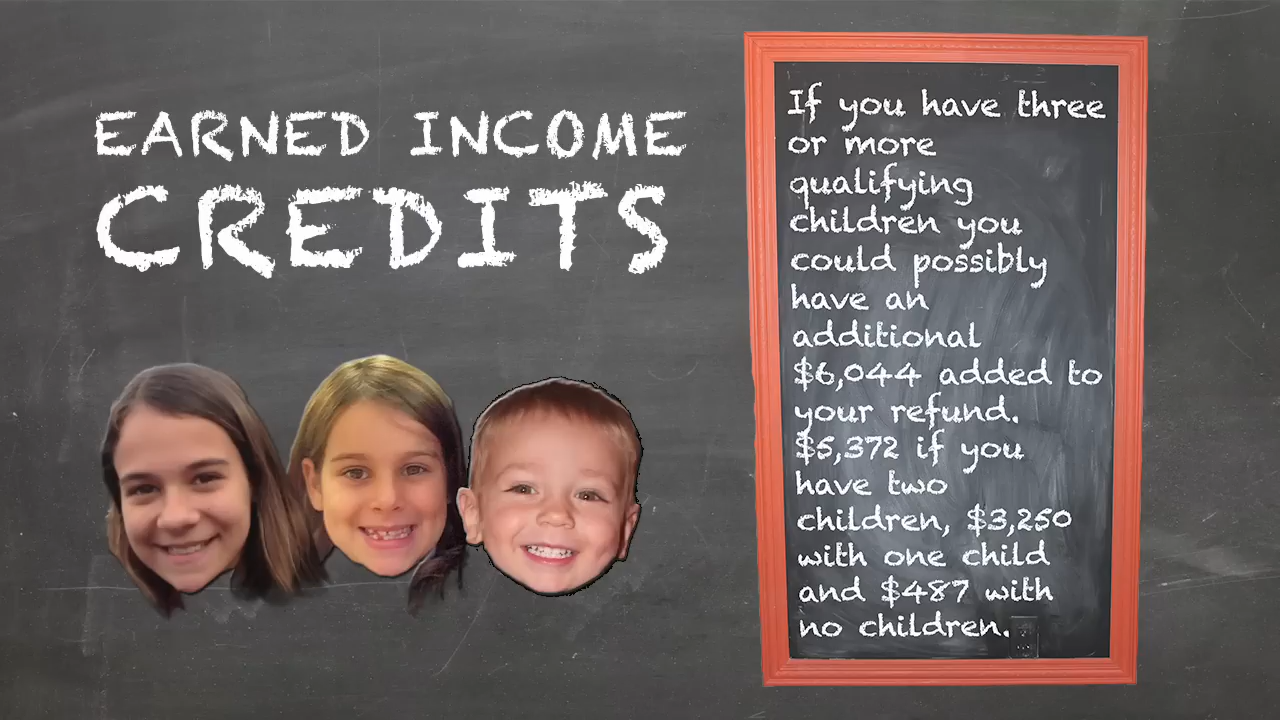 EARNED INCOME
CREDITS
If you have three
or more
qualifying
children you
could possibly
have an
additional
$6,044 added to
your refund.
$5,372 if you
have two
children, $3,250
with one child
and $487 with
no children.